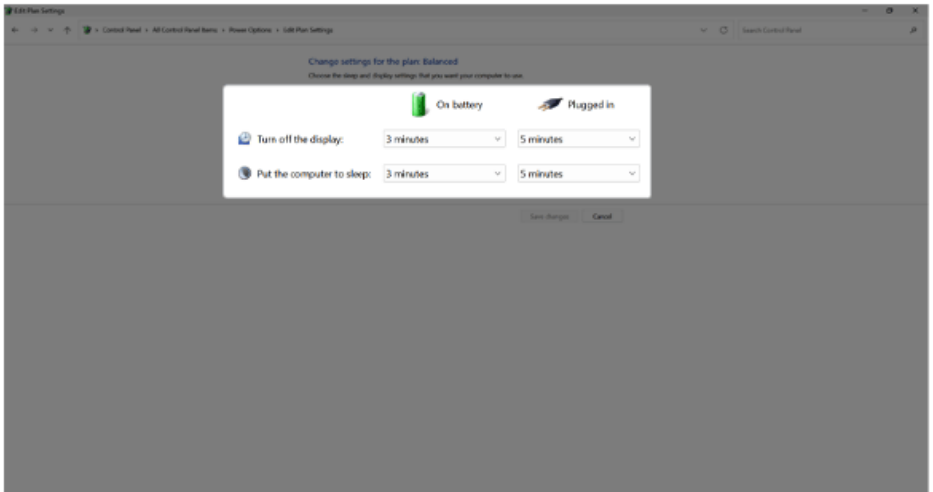 Edit Plan Settings
Control Panel > All Control Panel Items > Power Options > Edit Plan Settings
Search Control Panel
Change settings for the plan: Balanced
Choose the sleep and display settings that you want your computer to use.
On battery Plugged in
Turn off the display: 3 minutes 5 minutes
Put the computer to sleep: 3 minutes 5 minutes
Save changes Cancel